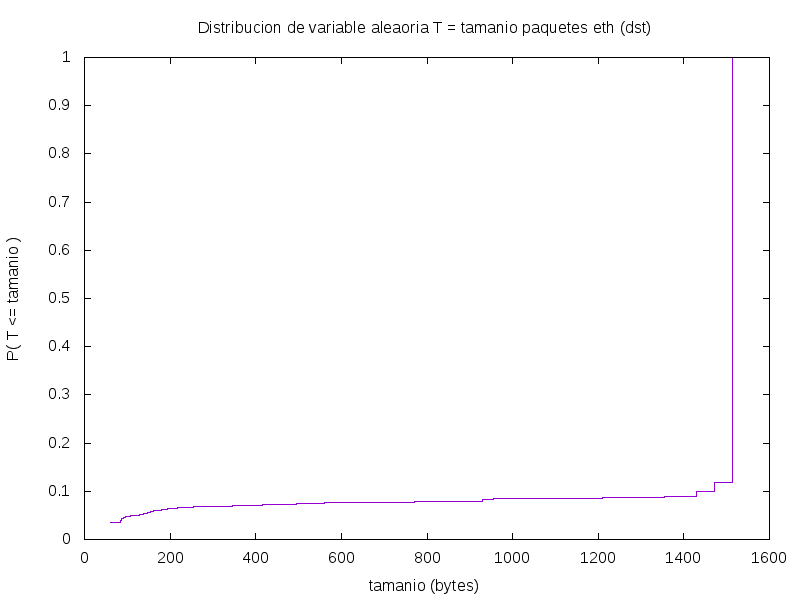 Distribucion de variable aleaoria T = tamanio paquetes eth (dst)
1
0.9
0.8
0.7
0.6
0.5
0.4
0.3
0.2
0.1
0
P( T <= tamanio )
0 200 400 600 800 1000 1200 1400 1600
tamanio (bytes)